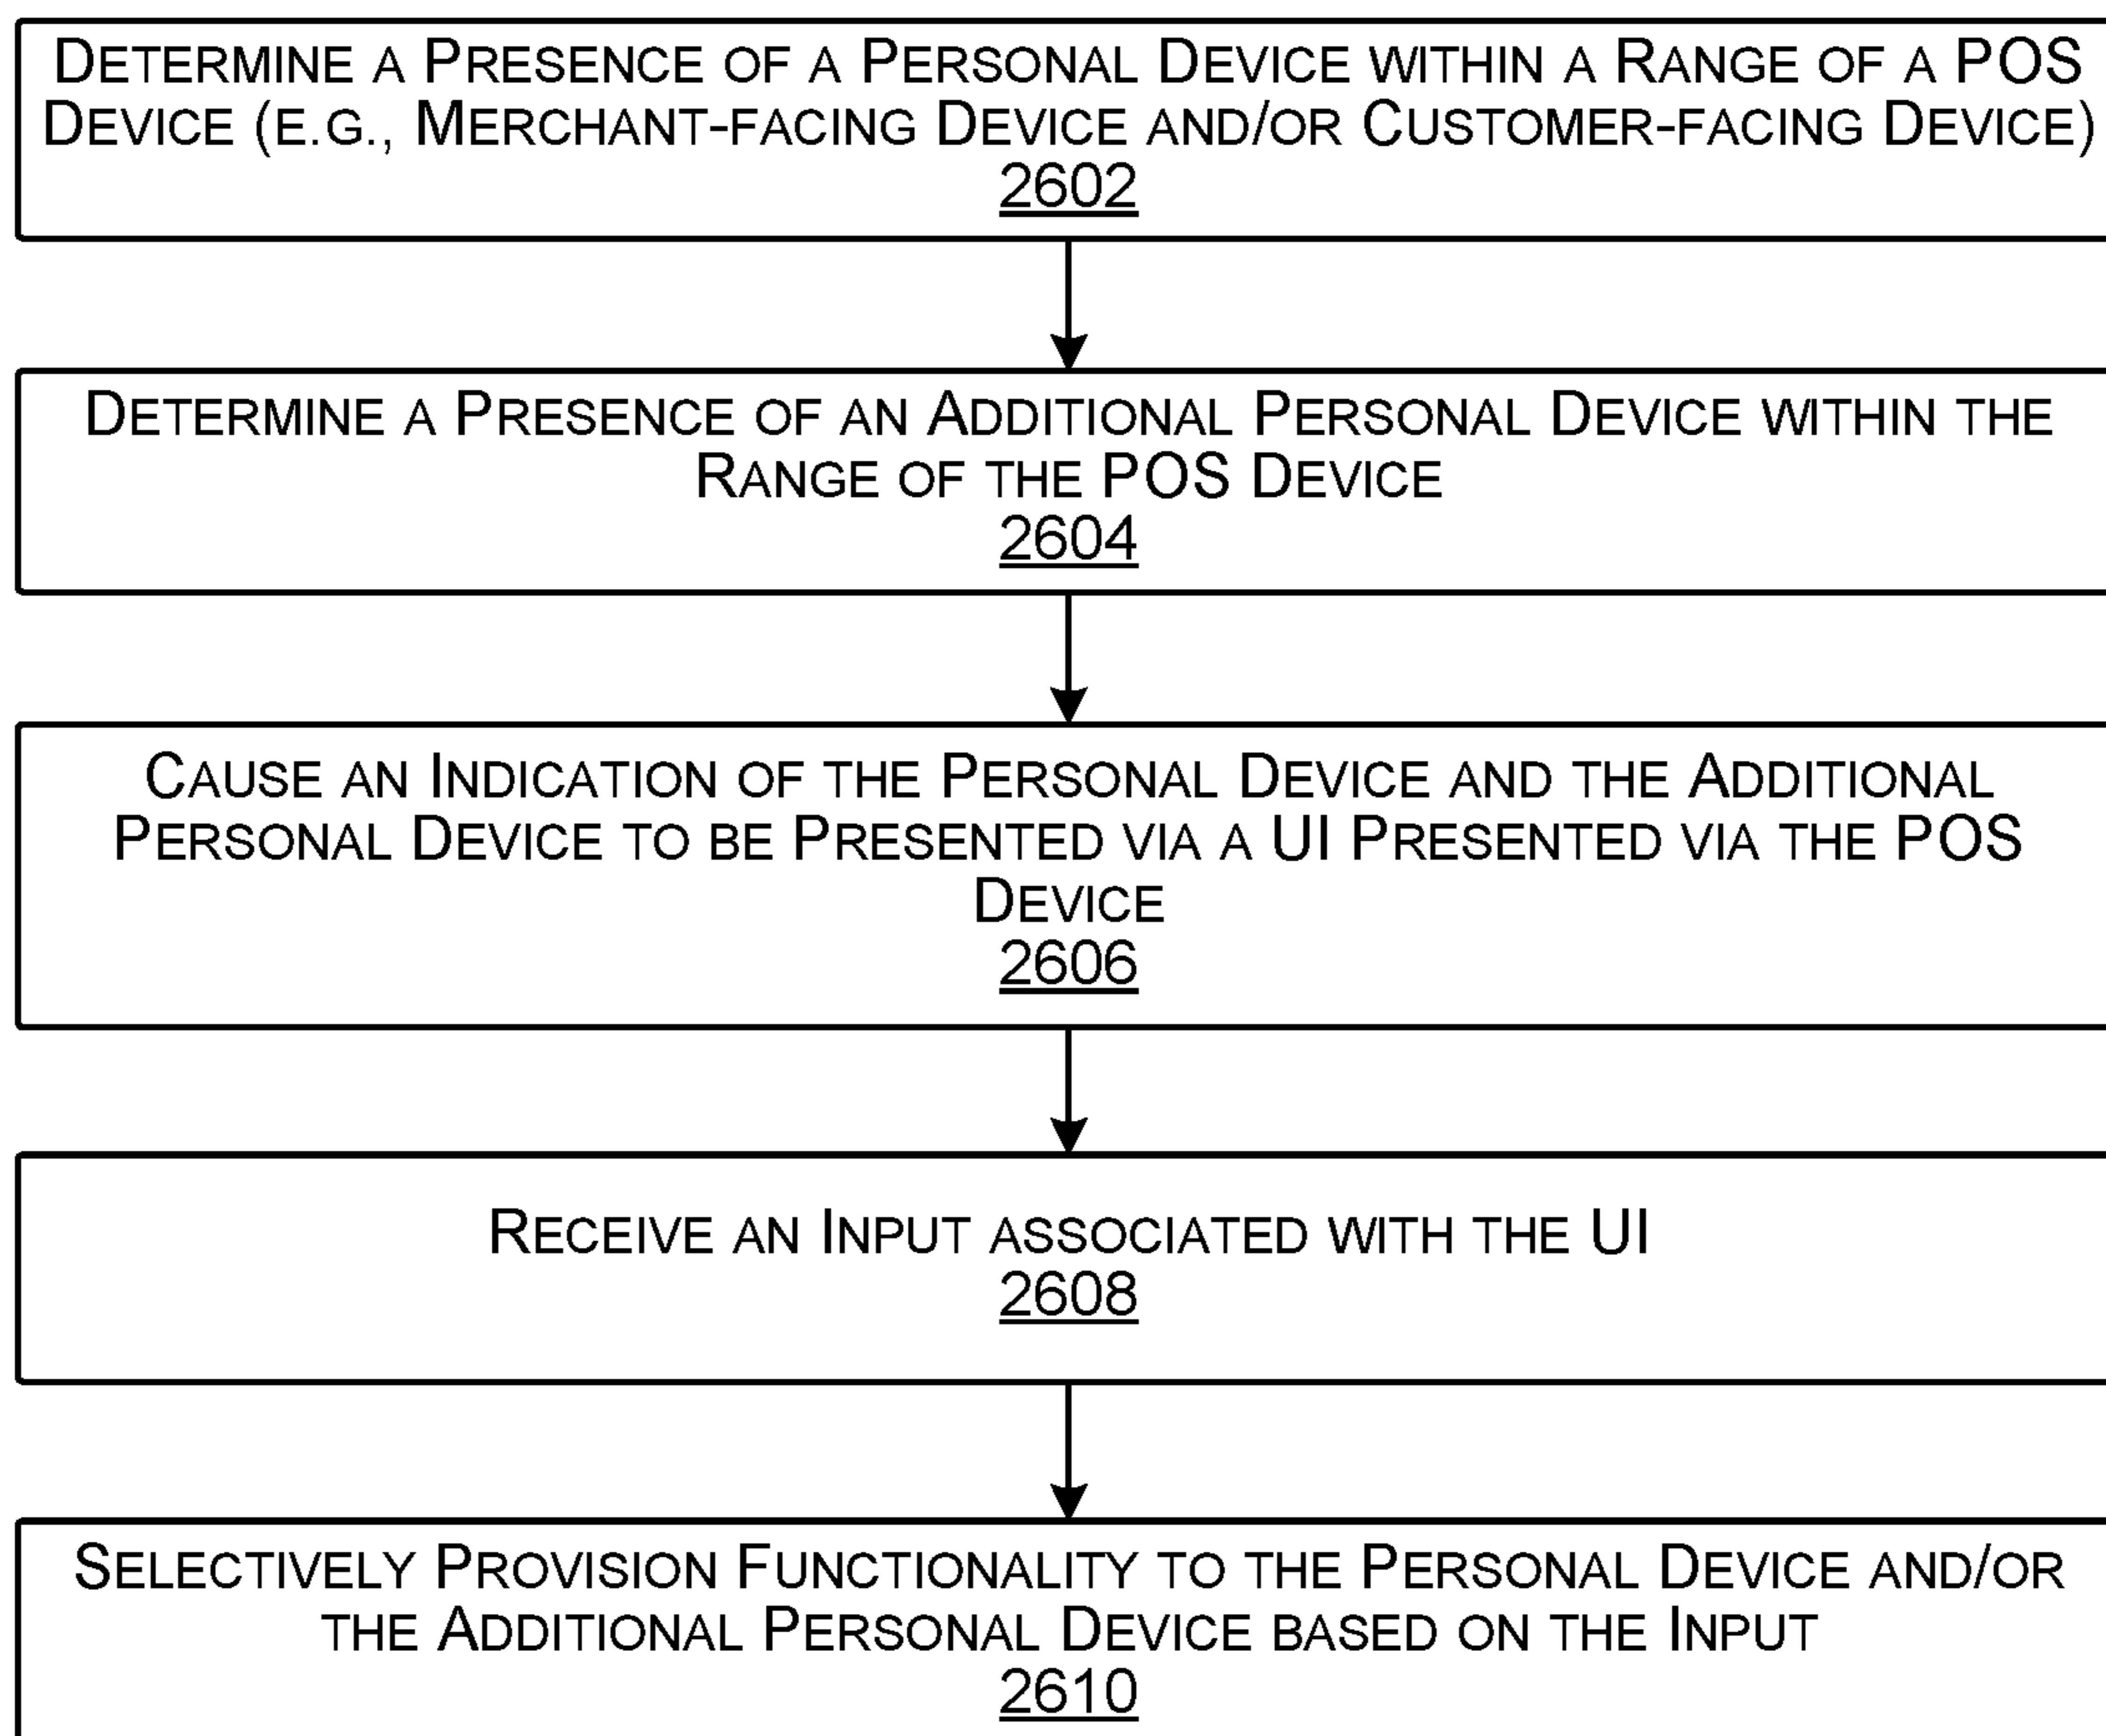 DETERMINE A PRESENCE OF A PERSONAL DEVICE WITHIN A RANGE OF A POS
DEVICE (E.G., MERCHANT-FACING DEVICE AND/OR CUSTOMER-FACING DEVICE)
2602
DETERMINE A PRESENCE OF AN ADDITIONAL PERSONAL DEVICE WITHIN THE
RANGE OF THE POS DEVICE
2604
CAUSE AN INDICATION OF THE PERSONAL DEVICE AND THE ADDITIONAL
PERSONAL DEVICE TO BE PRESENTED VIA A UI PRESENTED VIA THE POS
DEVICE
2606
RECEIVE AN INPUT ASSOCIATED WITH THE UI
2608
SELECTIVELY PROVISION FUNCTIONALITY TO THE PERSONAL DEVICE AND/OR
THE ADDITIONAL PERSONAL DEVICE BASED ON THE INPUT
2610